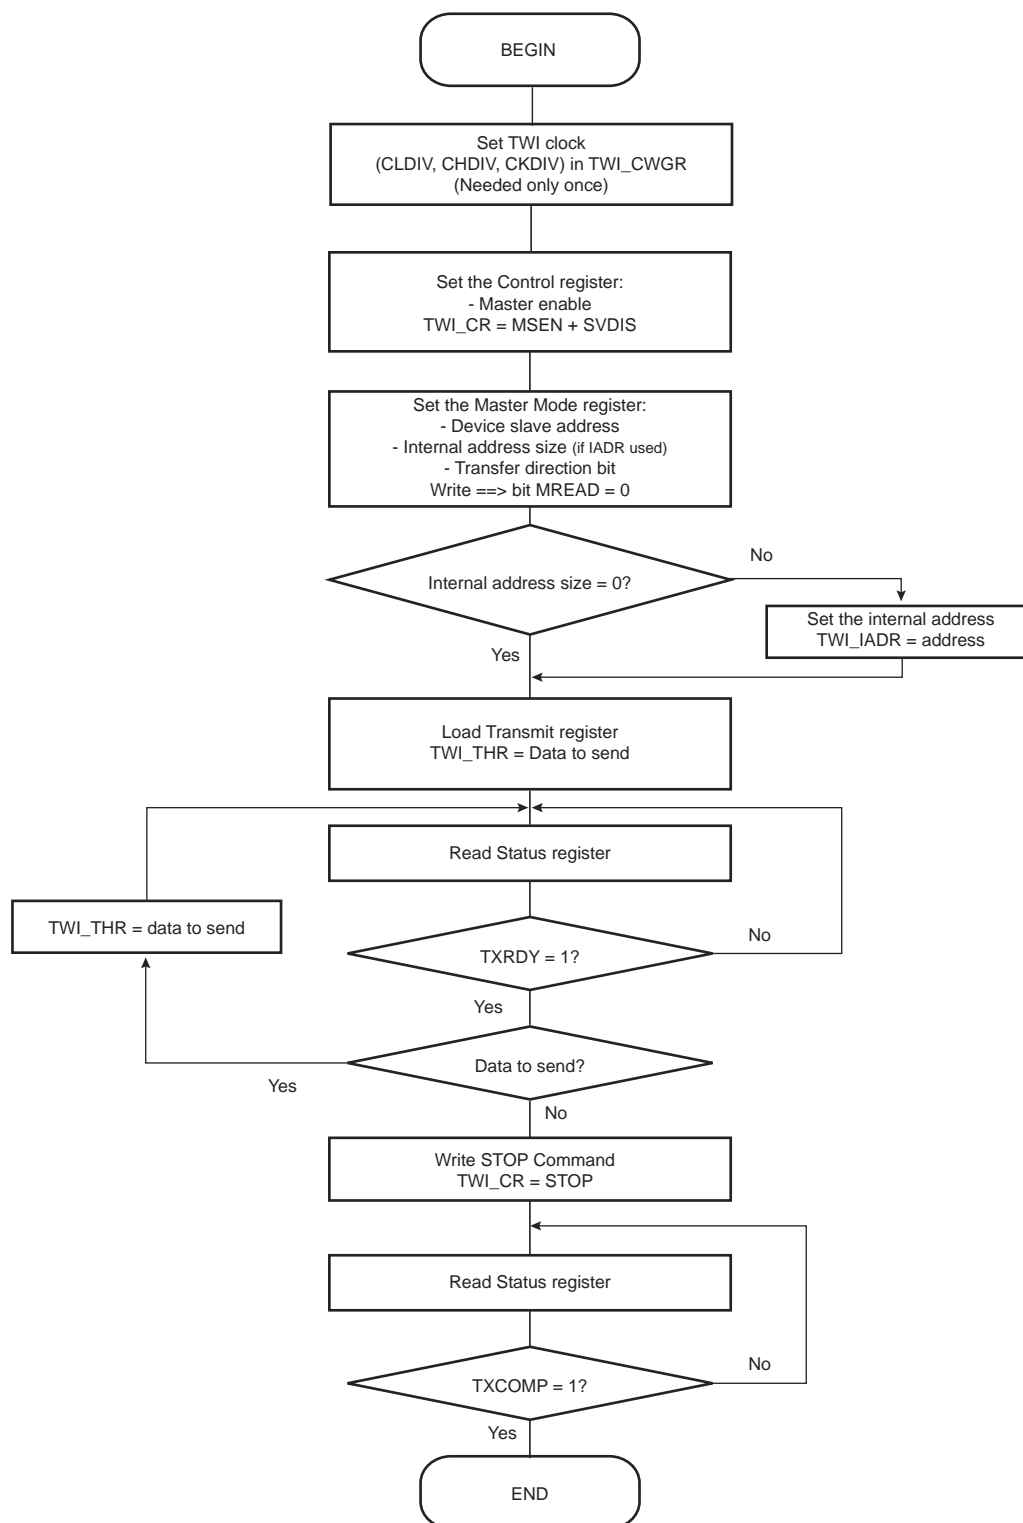 BEGIN
Set TWI clock
(CLDIV, CHDIV, CKDIV) in TWI_CWGR
(Needed only once)
Set the Control register:
- Master enable
TWI_CR = MSEN + SVDIS
Set the Master Mode register:
- Device slave address
- Internal address size (if IADR used)
- Transfer direction bit
Write ==> bit MREAD = 0
No
Internal address size = 0?
Set the internal address
TWI_IADR = address
Yes
Load Transmit register
TWI_THR = Data to send
Read Status register
TWI_THR = data to send
No
TXRDY = 1?
Yes
Data to send?
Yes
No
Write STOP Command
TWI_CR = STOP
Read Status register
No
TXCOMP = 1?
Yes
END